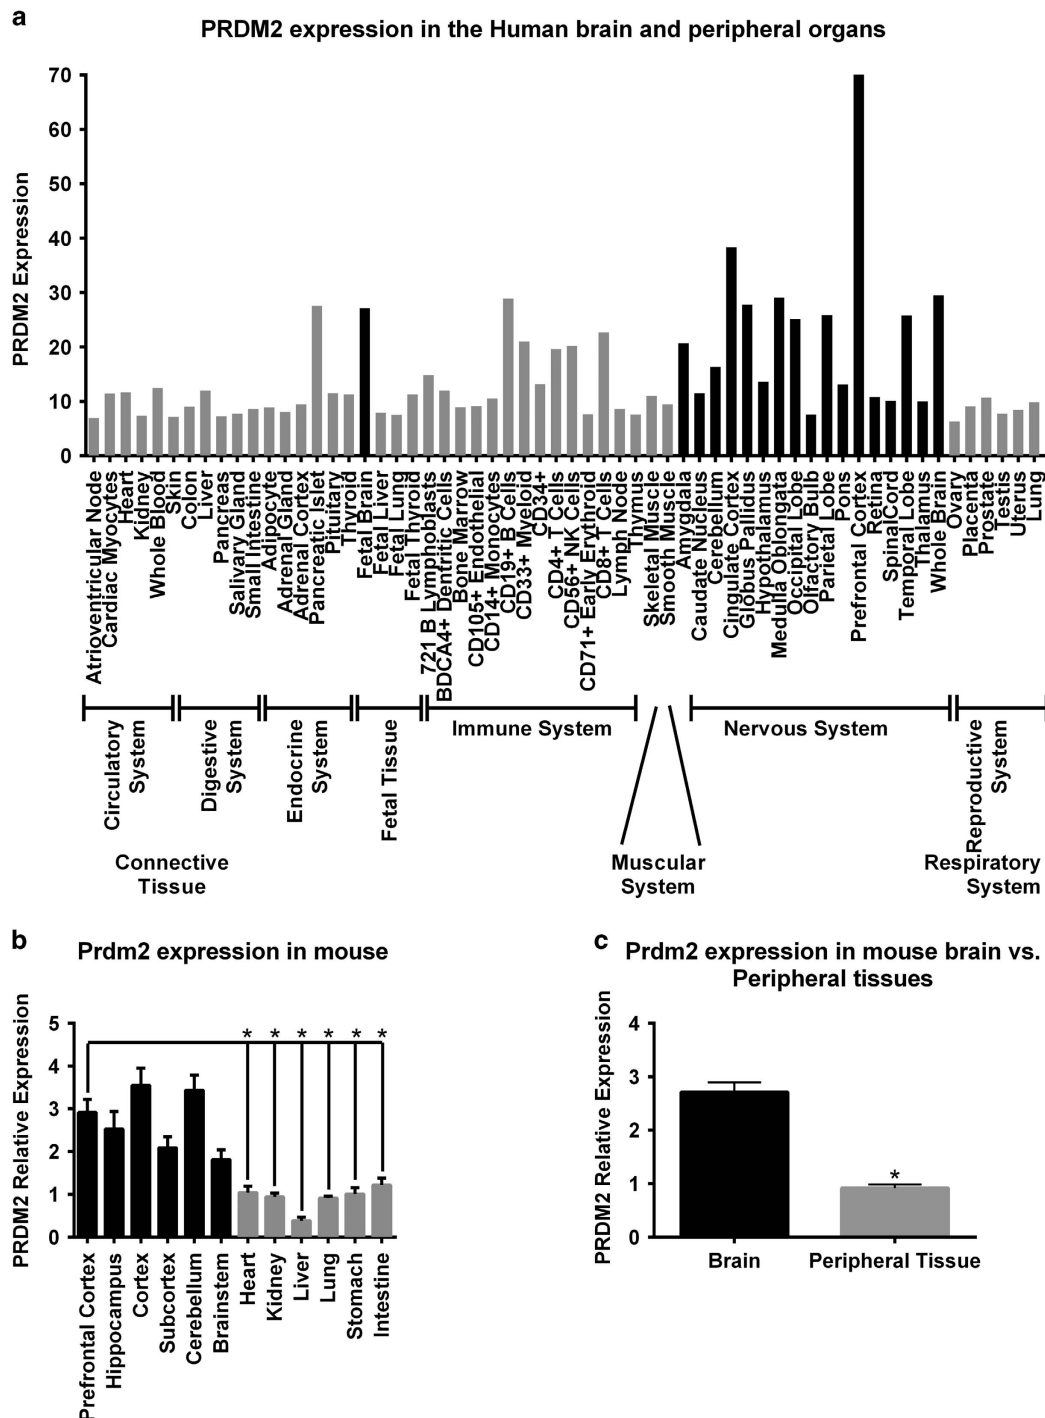 a
PRDM2 expression in the Human brain and peripheral organs
PRDM2 Expression
70
60
50
40
30
20
10
0
Atrioventricular Node
Cardiac Myocytes
Heart
Kidney
Whole Blood
Skin
Colon
Liver
Pancreas
Salivary Gland
Small Intestine
Adipocyte
Adrenal Gland
Adrenal Cortex
Pancreatic Islet
Pituitary
Thyroid
Fetal Brain
Fetal Liver
Fetal Lung
Fetal Thyroid
721 B Lymphoblasts
BDCA4+ Dentritic Cells
Bone Marrow
CD105+ Endothelial
CD14+ Monocytes
CD19+ B Cells
CD33+ Myeloid
CD34+
CD4+ T Cells
CD56+ NK Cells
CD71+ Early Erythroid
CD8+ T Cells
Lymph Node
Thymus
Skeletal Muscle
Smooth Muscle
Amygdala
Caudate Nucleus
Cerebellum
Cingulate Cortex
Globus Pallidus
Hypothalamus
Medulla Oblongata
Occipital Lobe
Olfactory Bulb
Parietal Lobe
Pons
Prefrontal Cortex
Retina
SpinalCord
Temporal Lobe
Thalamus
Whole Brain
Ovary
Placenta
Prostate
Testis
Uterus
Lung
Circulatory
System
Digestive
System
Endocrine
System
Fetal Tissue
Immune System
Nervous System
Reproductive
System
Connective
Tissue
Muscular
System
Respiratory
System
b
Prdm2 expression in mouse
PRDM2 Relative Expression
5
4
3
2
1
0
* * * * * *
Prefrontal Cortex
Hippocampus
Cortex
Subcortex
Cerebellum
Brainstem
Heart
Kidney
Liver
Lung
Stomach
Intestine
c
Prdm2 expression in mouse brain vs.
Peripheral tissues
PRDM2 Relative Expression
4
3
2
1
0
*
Brain
Peripheral Tissue